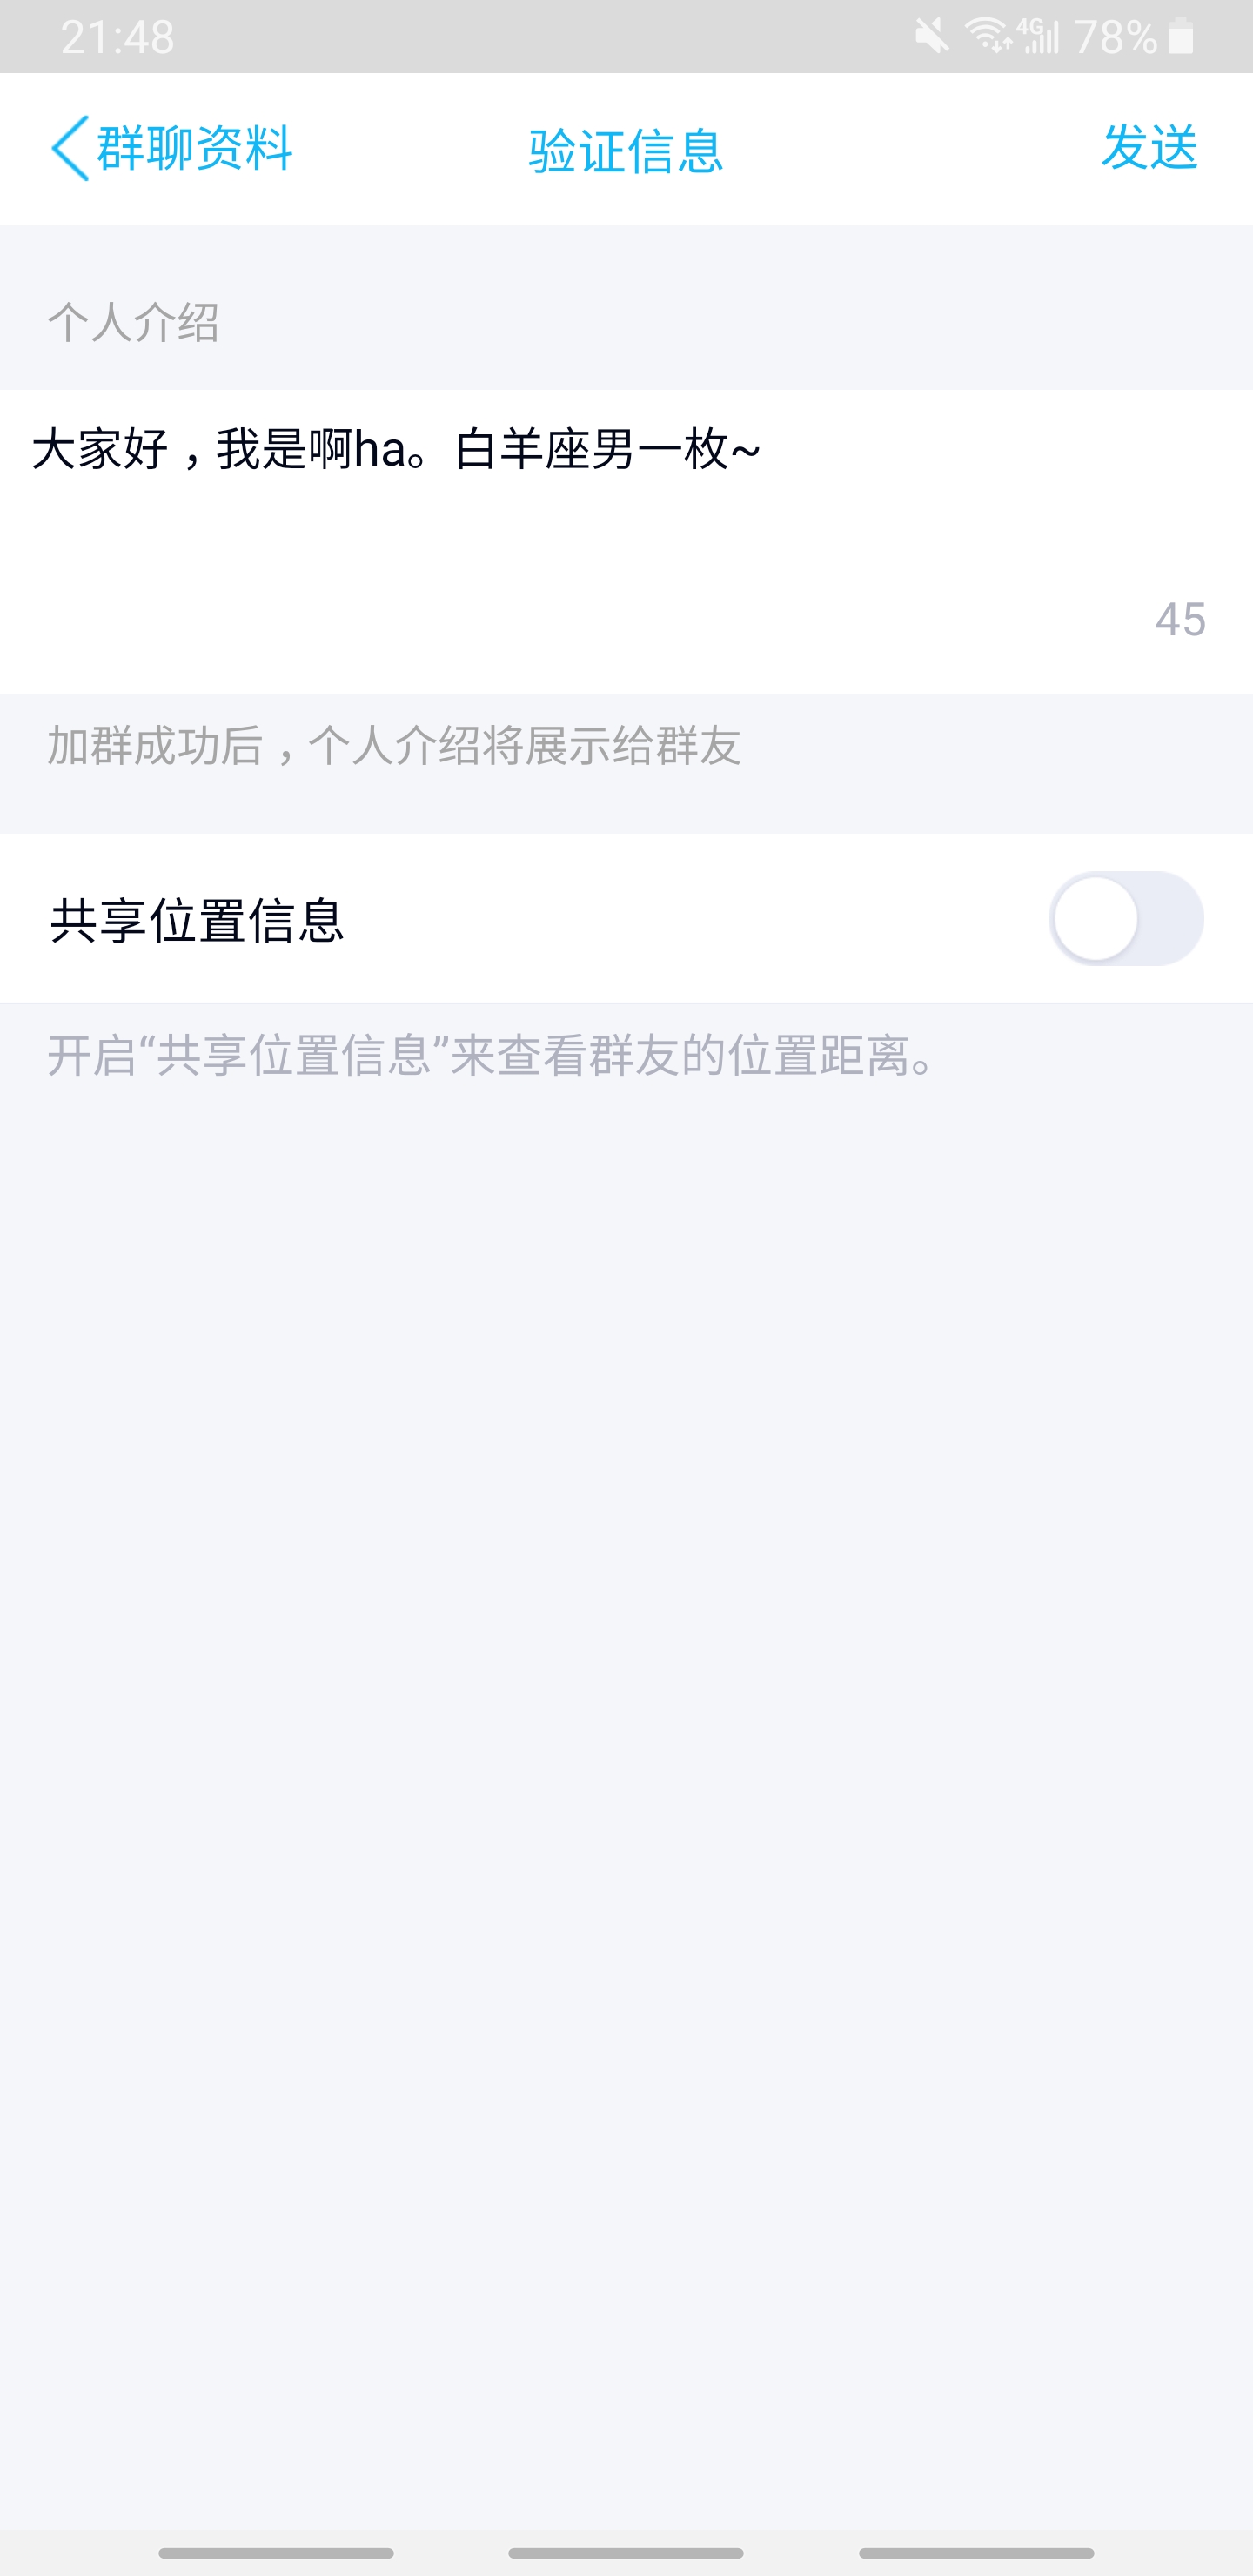 21:48 4G 78%
群聊资料 验证信息 发送
个人介绍
大家好，我是啊ha。白羊座男一枚~
45
加群成功后，个人介绍将展示给群友
共享位置信息
开启“共享位置信息”来查看群友的位置距离。